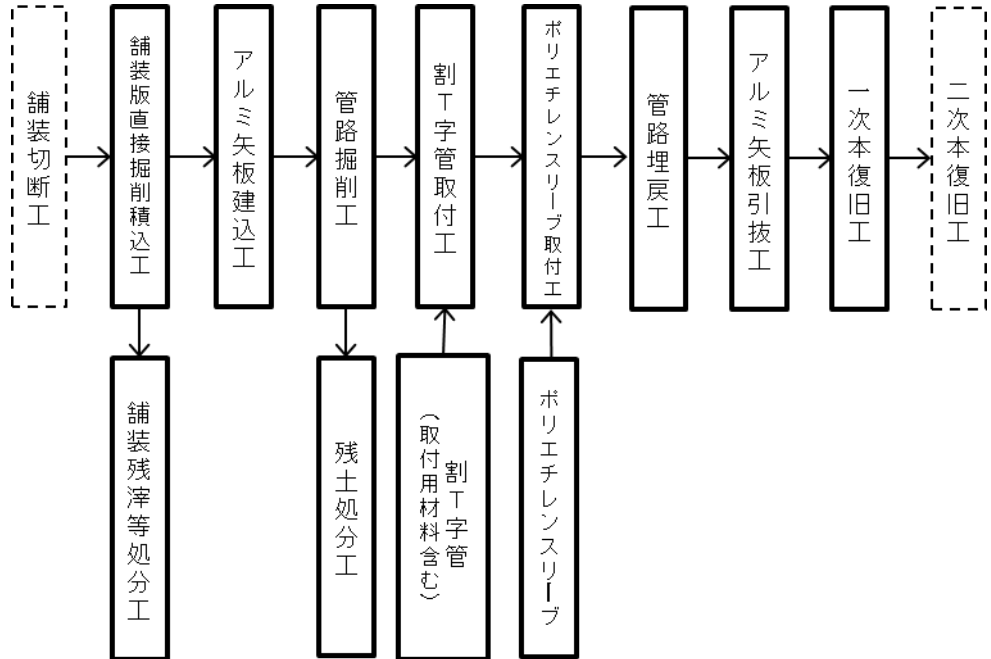 舗装切断工
舗装版直接掘削積込工
アルミ矢板建込工
管路掘削工
割T字管取付工
ポリエチレンスリーブ取付工
管路埋戻工
アルミ矢板引抜工
一次本復旧工
二次本復旧工
舗装残滓等処分工
残土処分工
割T字管
(取付用材料含む)
ポリエチレンスリーブ